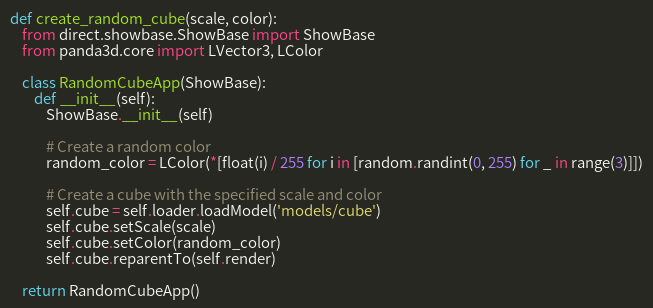 def create_random_cube(scale, color):
from direct.showbase.ShowBase import ShowBase
from panda3d.core import LVector3, LColor
class RandomCubeApp(ShowBase):
def __init__(self):
ShowBase.__init__(self)
# Create a random color
random_color = LColor(*[float(i) / 255 for i in [random.randint(0, 255) for _ in range(3)]])
# Create a cube with the specified scale and color
self.cube = self.loader.loadModel('models/cube')
self.cube.setScale(scale)
self.cube.setColor(random_color)
self.cube.reparentTo(self.render)
return RandomCubeApp()